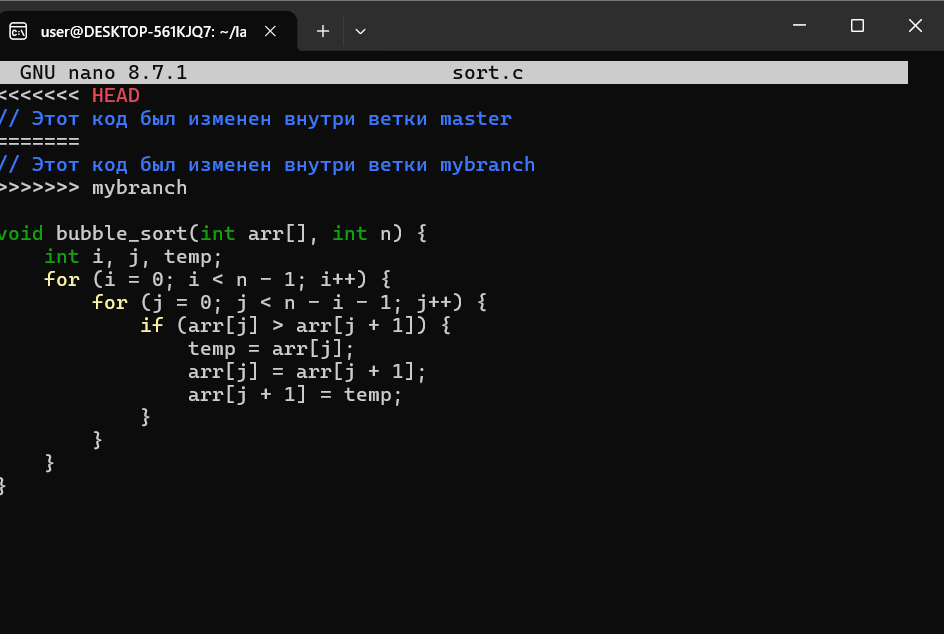 user@DESKTOP-561KJQ7: ~/la
GNU nano 8.7.1 sort.c
<<<<<<< HEAD
// Этот код был изменен внутри ветки master
=======
// Этот код был изменен внутри ветки mybranch
>>>>>>> mybranch
void bubble_sort(int arr[], int n) {
    int i, j, temp;
    for (i = 0; i < n - 1; i++) {
        for (j = 0; j < n - i - 1; j++) {
            if (arr[j] > arr[j + 1]) {
                temp = arr[j];
                arr[j] = arr[j + 1];
                arr[j + 1] = temp;
            }
        }
    }
}